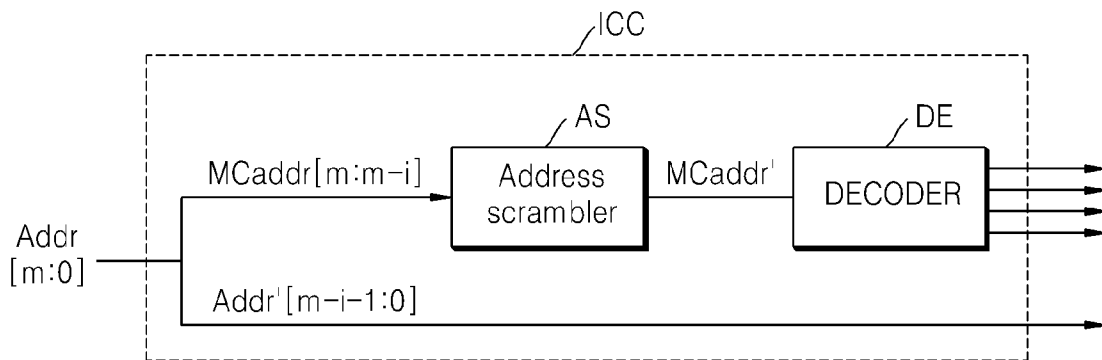 ICC
AS
DE
MCaddr[m:m-i]
Address
scrambler
MCaddr'
DECODER
Addr
[m:0]
Addr'[m-i-1:0]